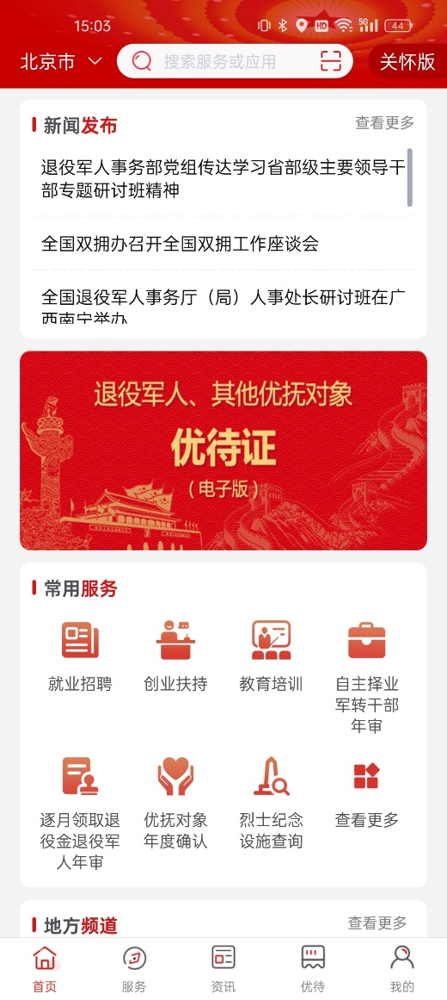 15:03
HD
5G
44
北京市
搜索服务或应用
关怀版
新闻发布
查看更多
退役军人事务部党组传达学习省部级主要领导干
部专题研讨班精神
全国双拥办召开全国双拥工作座谈会
全国退役军人事务厅（局）人事处长研讨班在广
西南宁举办
退役军人、其他优抚对象
优待证
（电子版）
常用服务
就业招聘
创业扶持
教育培训
自主择业
军转干部
年审
逐月领取退
役金退役军
人年审
优抚对象
年度确认
烈士纪念
设施查询
查看更多
地方频道
查看更多
首页
服务
资讯
优待
我的